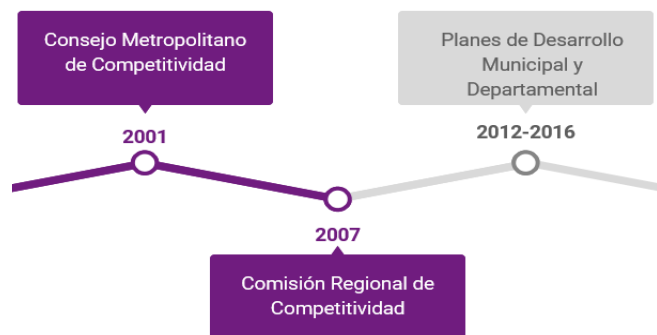 Consejo Metropolitano
de Competitividad
2001
2007
Comisión Regional de
Competitividad
Planes de Desarrollo
Municipal y
Departamental
2012-2016